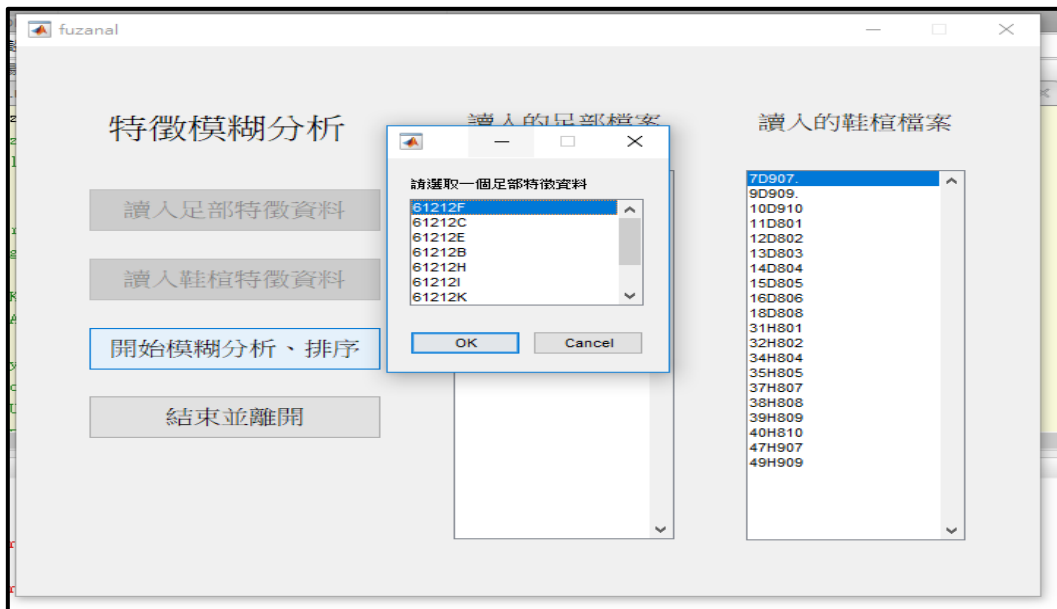 fuzanal
特徵模糊分析
讀入足部特徵資料
讀入鞋楦特徵資料
開始模糊分析、排序
結束並離開
讀入的足部檔案
請選取一個足部特徵資料
61212F
61212C
61212E
61212B
61212H
61212I
61212K
OK
Cancel
讀入的鞋楦檔案
7D907.
9D909.
10D910
11D801
12D802
13D803
14D804
15D805
16D806
18D808
31H801
32H802
34H804
35H805
37H807
38H808
39H809
40H810
47H907
49H909